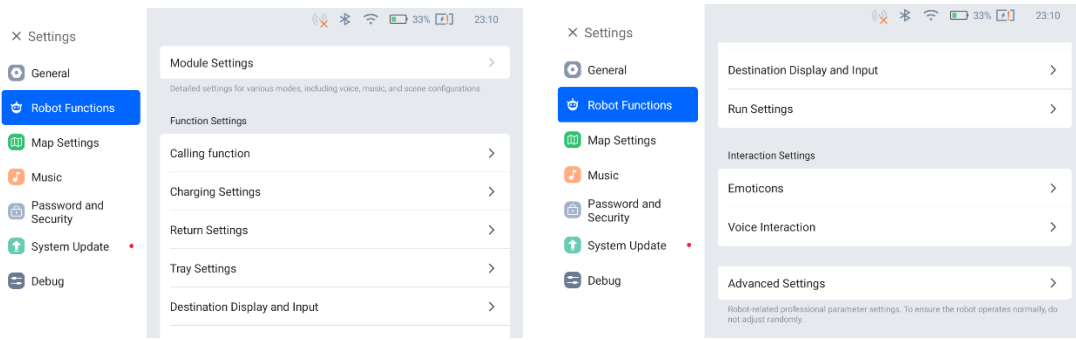 33% 23:10
Settings
General
Robot Functions
Map Settings
Music
Password and
Security
System Update
Debug
Module Settings
Detailed settings for various modes, including voice, music, and scene configurations
Function Settings
Calling function
Charging Settings
Return Settings
Tray Settings
Destination Display and Input
33% 23:10
Settings
General
Robot Functions
Map Settings
Music
Password and
Security
System Update
Debug
Destination Display and Input
Run Settings
Interaction Settings
Emoticons
Voice Interaction
Advanced Settings
Robot-related professional parameter settings. To ensure the robot operates normally, do
not adjust randomly.